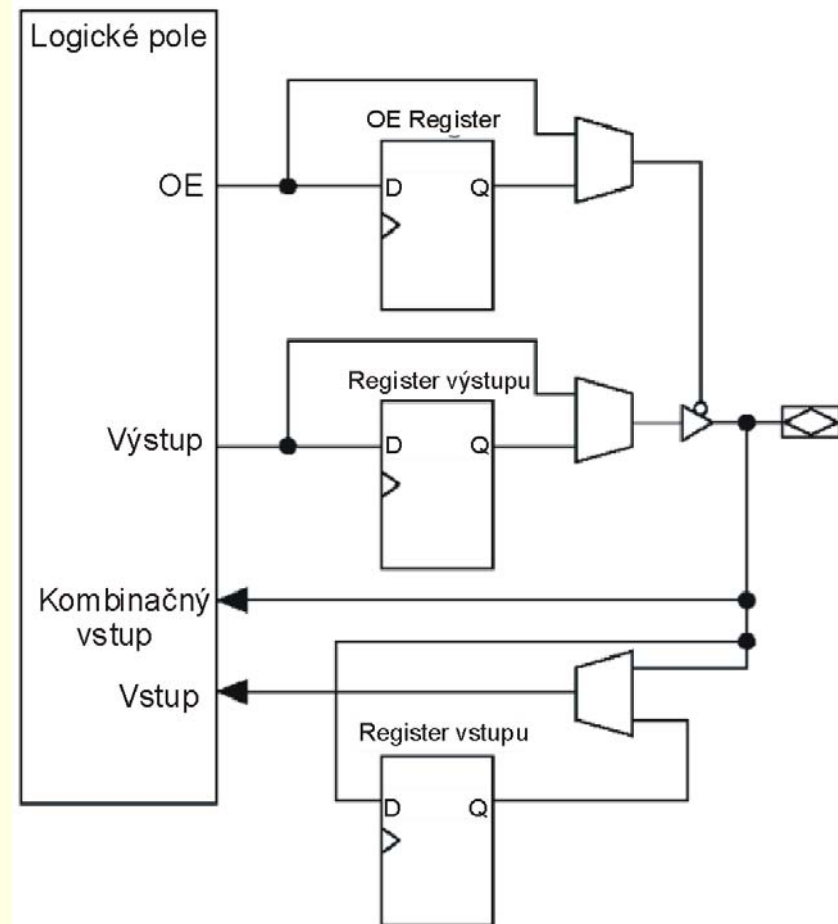 Logické pole
OE Register
OE
D
Q
Register výstupu
Výstup
D
Q
Kombinačný
vstup
Vstup
Register vstupu
D
Q